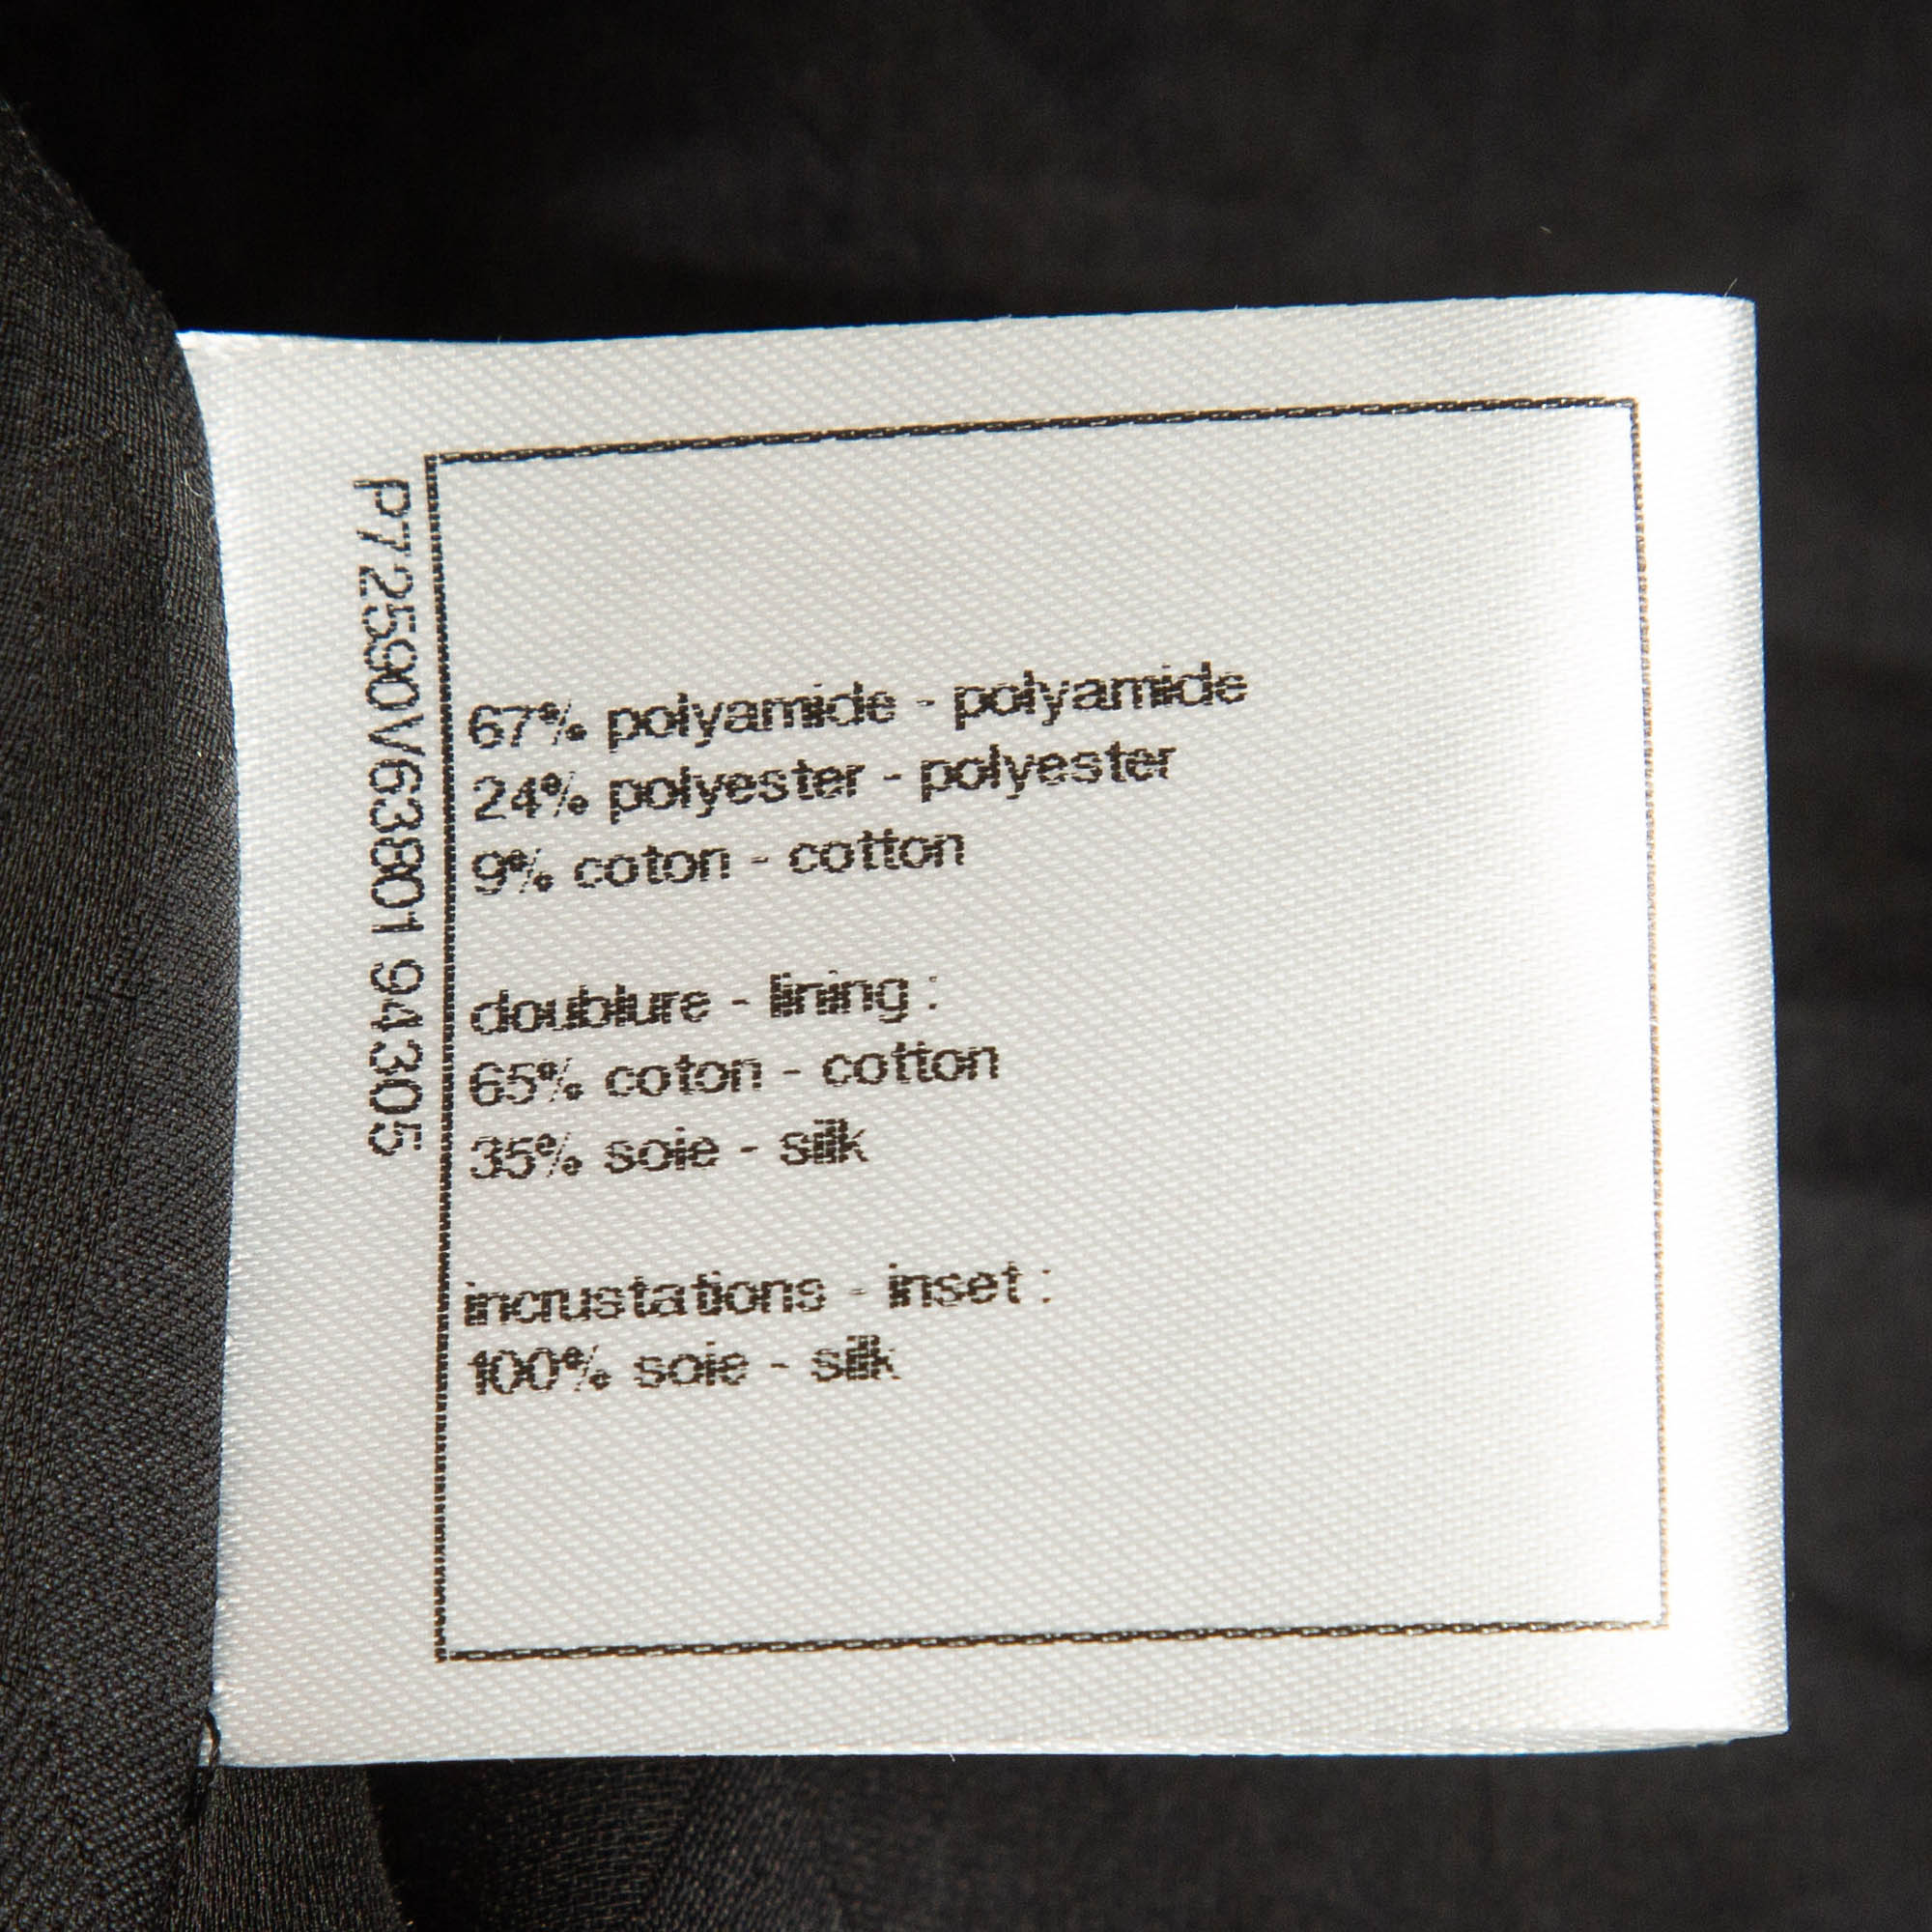 P72590V63801 94305
67% polyamide - polyamide
24% polyester - polyester
9% coton - cotton
doublure - lining :
65% coton - cotton
35% soie - silk
incrustations - inset :
100% soie - silk